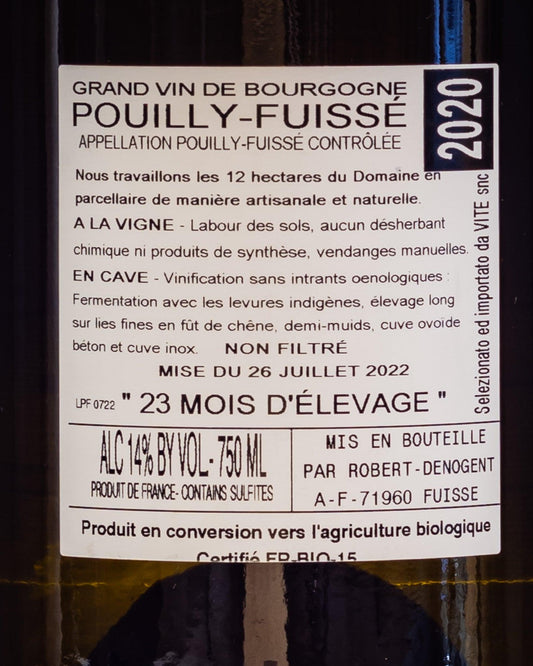 GRAND VIN DE BOURGOGNE
POUILLY-FUISSÉ
APPELLATION POUILLY-FUISSÉ CONTRÔLÉE
2020
Nous travaillons les 12 hectares du Domaine en
parcellaire de manière artisanale et naturelle.
A LA VIGNE - Labour des sols, aucun désherbant
chimique ni produits de synthèse, vendanges manuelles.
EN CAVE - Vinification sans intrants oenologiques :
Fermentation avec les levures indigènes, élevage long
sur lies fines en fût de chêne, demi-muids, cuve ovoïde
béton et cuve inox. NON FILTRÉ
MISE DU 26 JUILLET 2022
LPF 0722 " 23 MOIS D'ÉLEVAGE "
Selezionato ed importato da VITE snc
ALC 14% BY VOL - 750 ML
PRODUIT DE FRANCE - CONTAINS SULFITES
MIS EN BOUTEILLE
PAR ROBERT-DENOGENT
A-F-71960 FUISSE
Produit en conversion vers l'agriculture biologique
Certifié FR-BIO-15